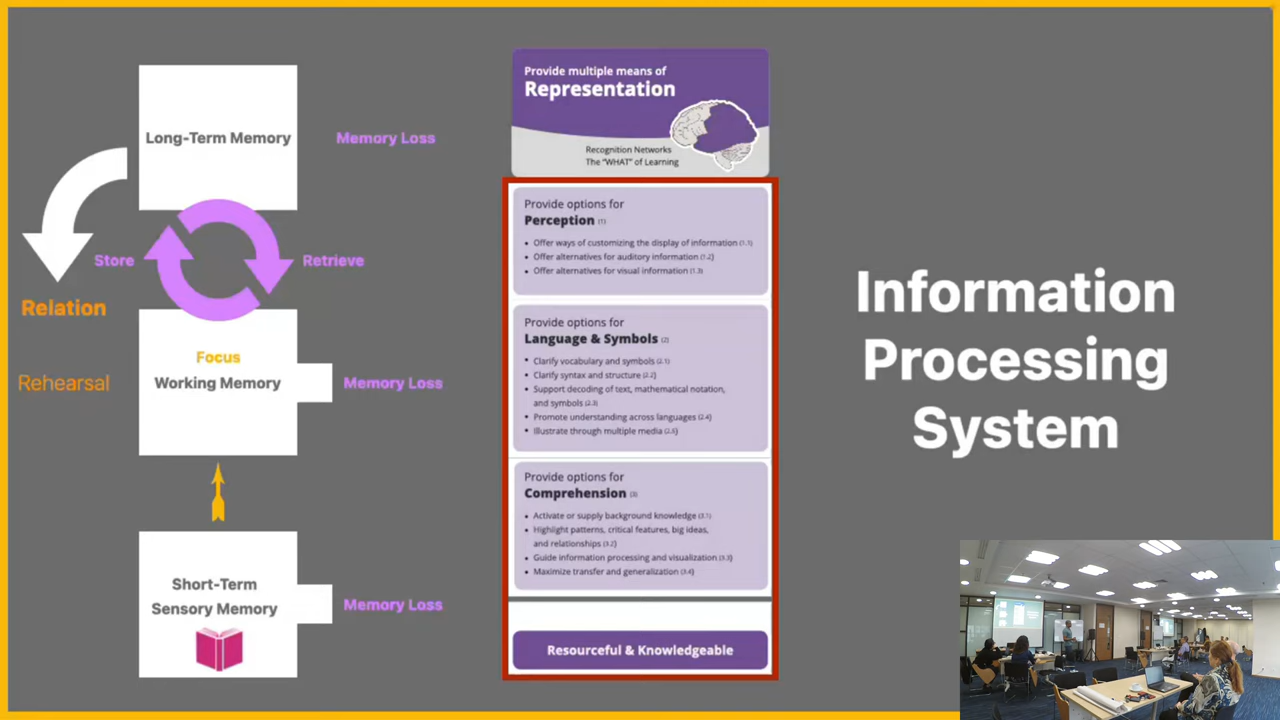 Long-Term Memory
Memory Loss
Store
Retrieve
Relation
Focus
Rehearsal
Working Memory
Memory Loss
Short-Term
Sensory Memory
Memory Loss
Provide multiple means of
Representation
Recognition Networks
The "WHAT" of Learning
Provide options for
Perception (1)
• Offer ways of customizing the display of information (1.1)
• Offer alternatives for auditory information (1.2)
• Offer alternatives for visual information (1.3)
Provide options for
Language & Symbols (2)
• Clarify vocabulary and symbols (2.1)
• Clarify syntax and structure (2.2)
• Support decoding of text, mathematical notation,
and symbols (2.3)
• Promote understanding across languages (2.4)
• Illustrate through multiple media (2.5)
Provide options for
Comprehension (3)
• Activate or supply background knowledge (3.1)
• Highlight patterns, critical features, big ideas,
and relationships (3.2)
• Guide information processing and visualization (3.3)
• Maximize transfer and generalization (3.4)
Resourceful & Knowledgeable
Information
Processing
System